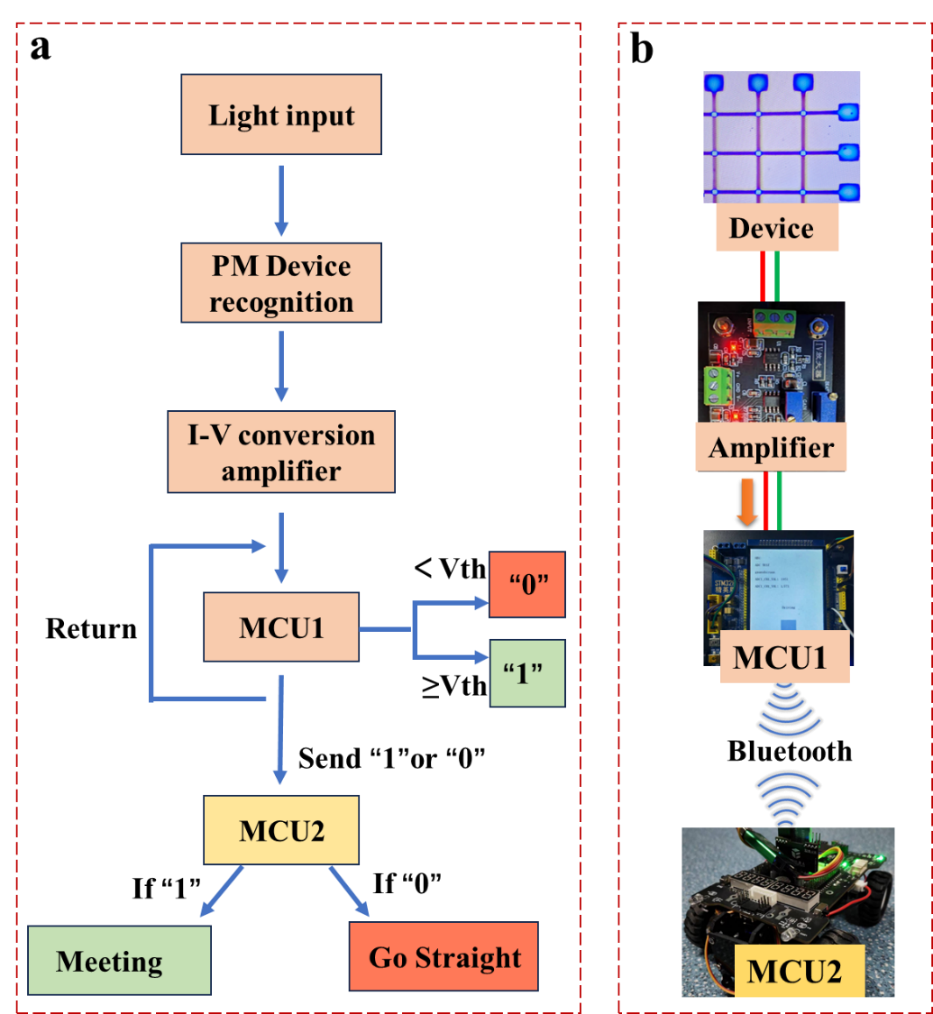 a
Light input
PM Device
recognition
I-V conversion
amplifier
< Vth
“0”
Return
MCU1
“1”
≥Vth
Send “1”or “0”
MCU2
If “1”
If “0”
Meeting
Go Straight
b
Device
Amplifier
MCU1
Bluetooth
MCU2